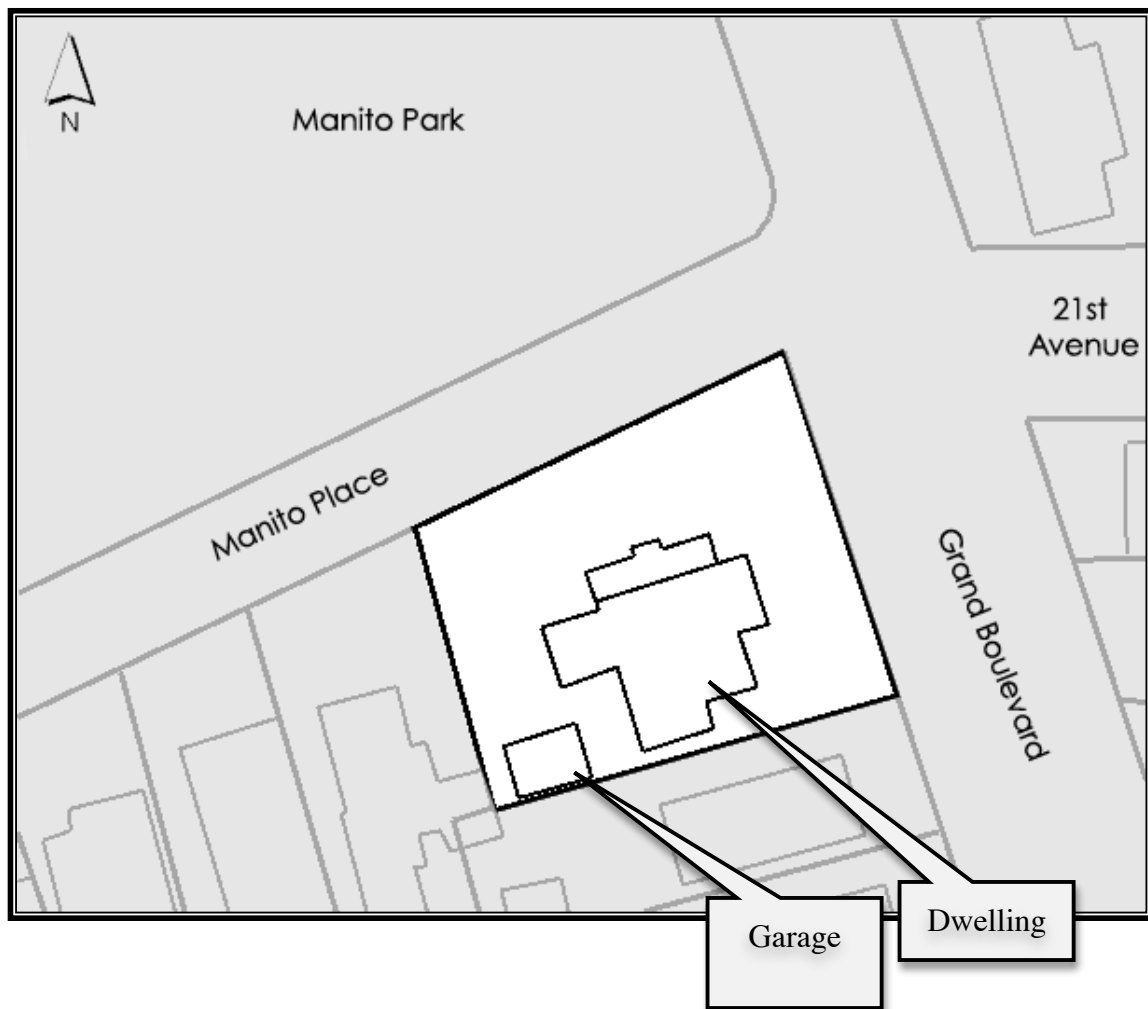 Manito Park
N
21st
Avenue
Manito Place
Grand Boulevard
Dwelling
Garage